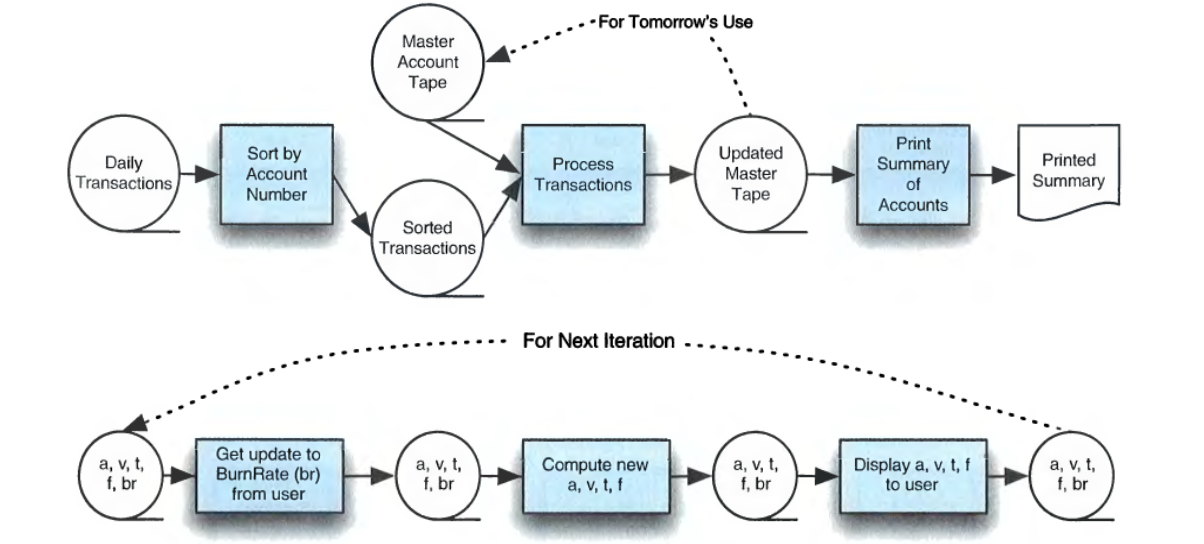 For Tomorrow's Use
Master
Account
Tape
Daily
Transactions
Sort by
Account
Number
Sorted
Transactions
Process
Transactions
Updated
Master
Tape
Print
Summary
of
Accounts
Printed
Summary
For Next Iteration
a, v, t,
f, br
Get update to
BurnRate (br)
from user
a, v, t,
f, br
Compute new
a, v, t, f
a, v, t,
f, br
Display a, v, t, f
to user
a, v, t,
f, br